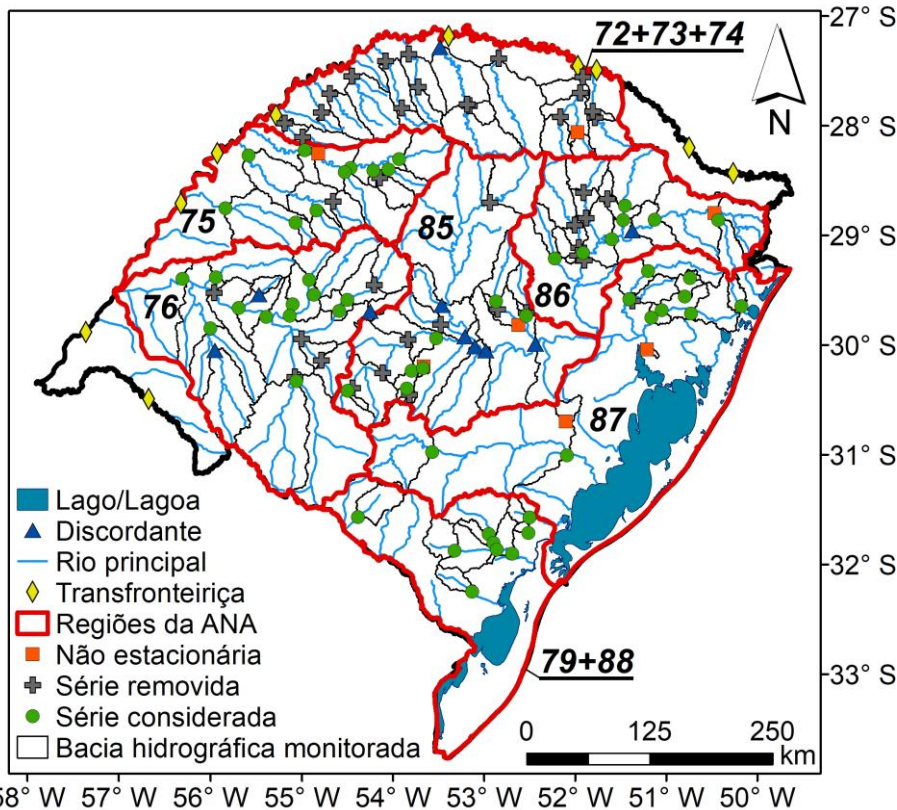 27° S
72+73+74
N
28° S
75
85
29° S
86
76
30° S
87
31° S
Lago/Lagoa
Discordante
Rio principal
32° S
Transfronteiriça
Regiões da ANA
Não estacionária
79+88
33° S
Série removida
Série considerada
0 125 250
Bacia hidrográfica monitorada
km
58° W 57° W 56° W 55° W 54° W 53° W 52° W 51° W 50° W